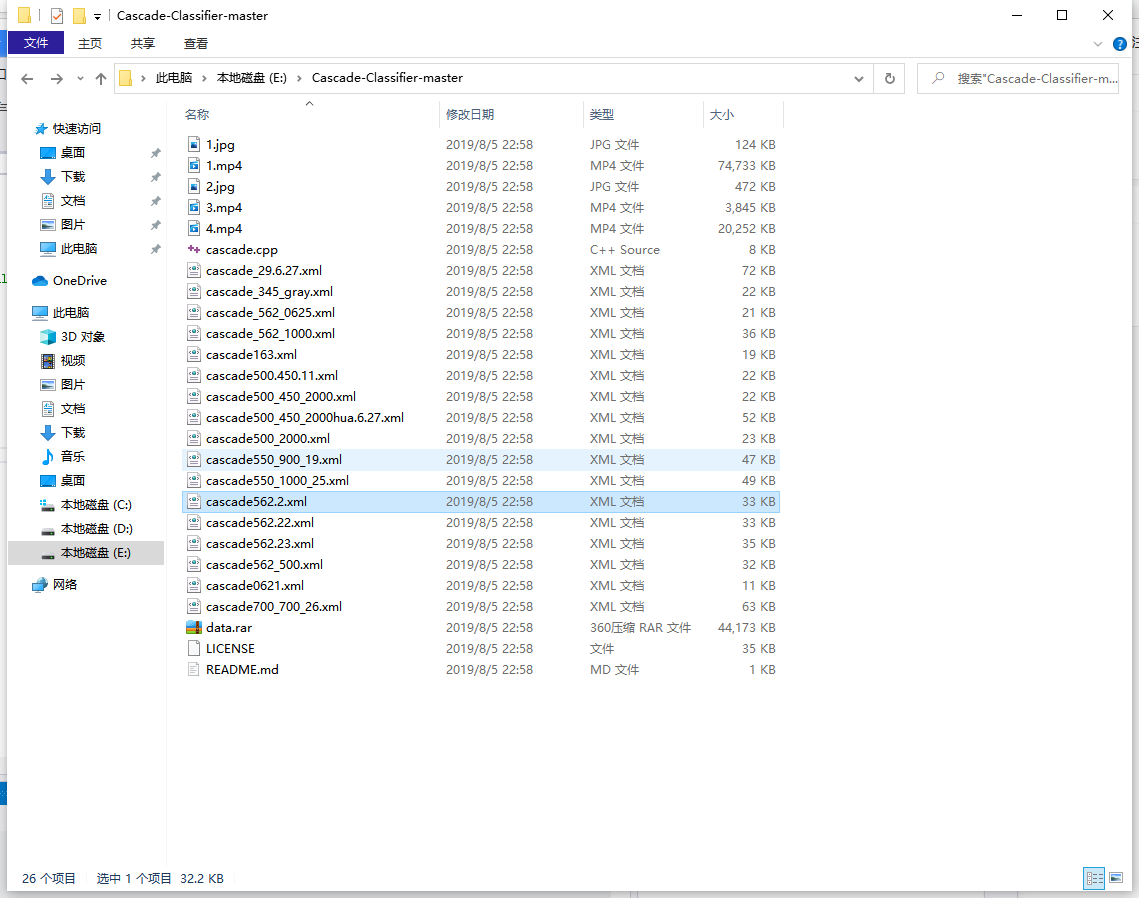 Cascade-Classifier-master
文件 主页 共享 查看
此电脑 本地磁盘 (E:) Cascade-Classifier-master 搜索"Cascade-Classifier-m...
名称 修改日期 类型 大小
快速访问
桌面
下载
文档
图片
此电脑
OneDrive
此电脑
3D 对象
视频
图片
文档
下载
音乐
桌面
本地磁盘 (C:)
本地磁盘 (D:)
本地磁盘 (E:)
网络
1.jpg 2019/8/5 22:58 JPG 文件 124 KB
1.mp4 2019/8/5 22:58 MP4 文件 74,733 KB
2.jpg 2019/8/5 22:58 JPG 文件 472 KB
3.mp4 2019/8/5 22:58 MP4 文件 3,845 KB
4.mp4 2019/8/5 22:58 MP4 文件 20,252 KB
cascade.cpp 2019/8/5 22:58 C++ Source 8 KB
cascade_29.6.27.xml 2019/8/5 22:58 XML 文档 72 KB
cascade_345_gray.xml 2019/8/5 22:58 XML 文档 22 KB
cascade_562_0625.xml 2019/8/5 22:58 XML 文档 21 KB
cascade_562_1000.xml 2019/8/5 22:58 XML 文档 36 KB
cascade163.xml 2019/8/5 22:58 XML 文档 19 KB
cascade500.450.11.xml 2019/8/5 22:58 XML 文档 22 KB
cascade500_450_2000.xml 2019/8/5 22:58 XML 文档 22 KB
cascade500_450_2000hua.6.27.xml 2019/8/5 22:58 XML 文档 52 KB
cascade500_2000.xml 2019/8/5 22:58 XML 文档 23 KB
cascade550_900_19.xml 2019/8/5 22:58 XML 文档 47 KB
cascade550_1000_25.xml 2019/8/5 22:58 XML 文档 49 KB
cascade562.2.xml 2019/8/5 22:58 XML 文档 33 KB
cascade562.22.xml 2019/8/5 22:58 XML 文档 33 KB
cascade562.23.xml 2019/8/5 22:58 XML 文档 35 KB
cascade562_500.xml 2019/8/5 22:58 XML 文档 32 KB
cascade0621.xml 2019/8/5 22:58 XML 文档 11 KB
cascade700_700_26.xml 2019/8/5 22:58 XML 文档 63 KB
data.rar 2019/8/5 22:58 360压缩 RAR 文件 44,173 KB
LICENSE 2019/8/5 22:58 文件 35 KB
README.md 2019/8/5 22:58 MD 文件 1 KB
26 个项目 选中 1 个项目 32.2 KB